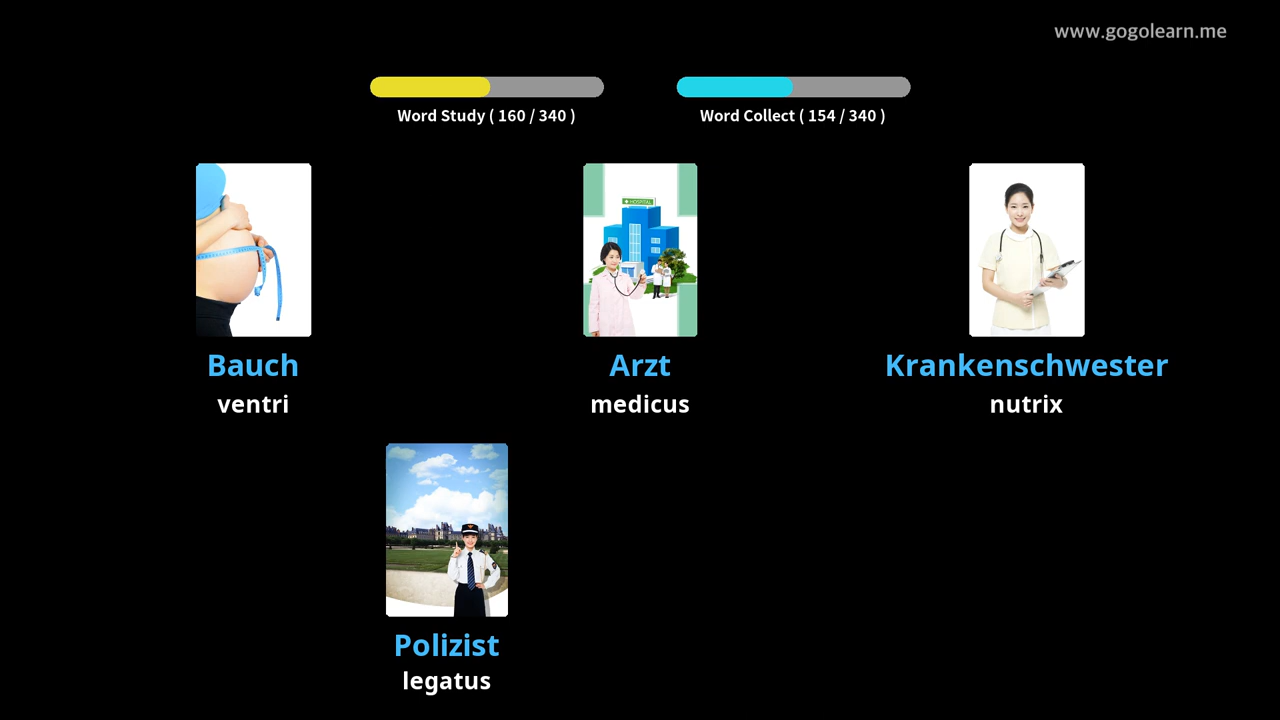 www.gogolearn.me
Word Study ( 160 / 340 )
Word Collect ( 154 / 340 )
HOSPITAL
Bauch
ventri
Arzt
medicus
Krankenschwester
nutrix
Polizist
legatus